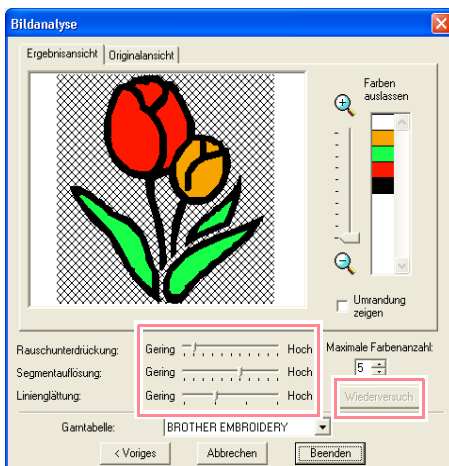 Bildanalyse
Ergebnisansicht Originalansicht
Farben
auslassen
Umrandung
zeigen
Rauschunterdrückung: Gering Hoch Maximale Farbenanzahl:
5
Segmentauflösung: Gering Hoch
Linienglättung: Gering Hoch Wiederversuch
Garntabelle: BROTHER EMBROIDERY
< Voriges Abbrechen Beenden